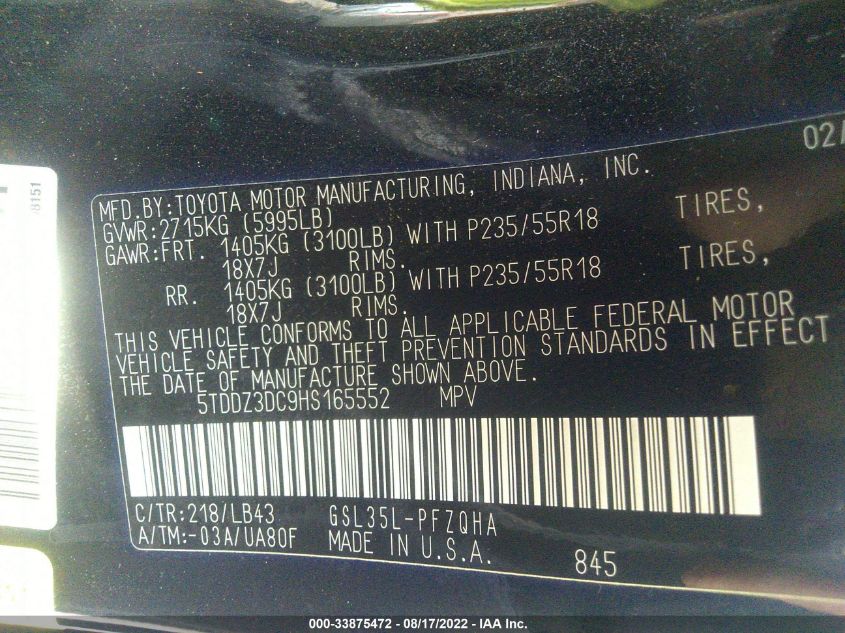 02/
MFD.BY:TOYOTA MOTOR MANUFACTURING, INDIANA, INC.
GVWR:2715KG (5995LB)
GAWR:FRT. 1405KG (3100LB) WITH P235/55R18 TIRES,
18X7J RIMS.
RR. 1405KG (3100LB) WITH P235/55R18 TIRES,
18X7J RIMS.
THIS VEHICLE CONFORMS TO ALL APPLICABLE FEDERAL MOTOR
VEHICLE SAFETY AND THEFT PREVENTION STANDARDS IN EFFECT
THE DATE OF MANUFACTURE SHOWN ABOVE.
5TDDZ3DC9HS165552 MPV
C/TR:218/LB43 GSL35L-PFZQHA
A/TM:-03A/UA80F MADE IN U.S.A. 845
8151
000-33875472 - 08/17/2022 - IAA Inc.